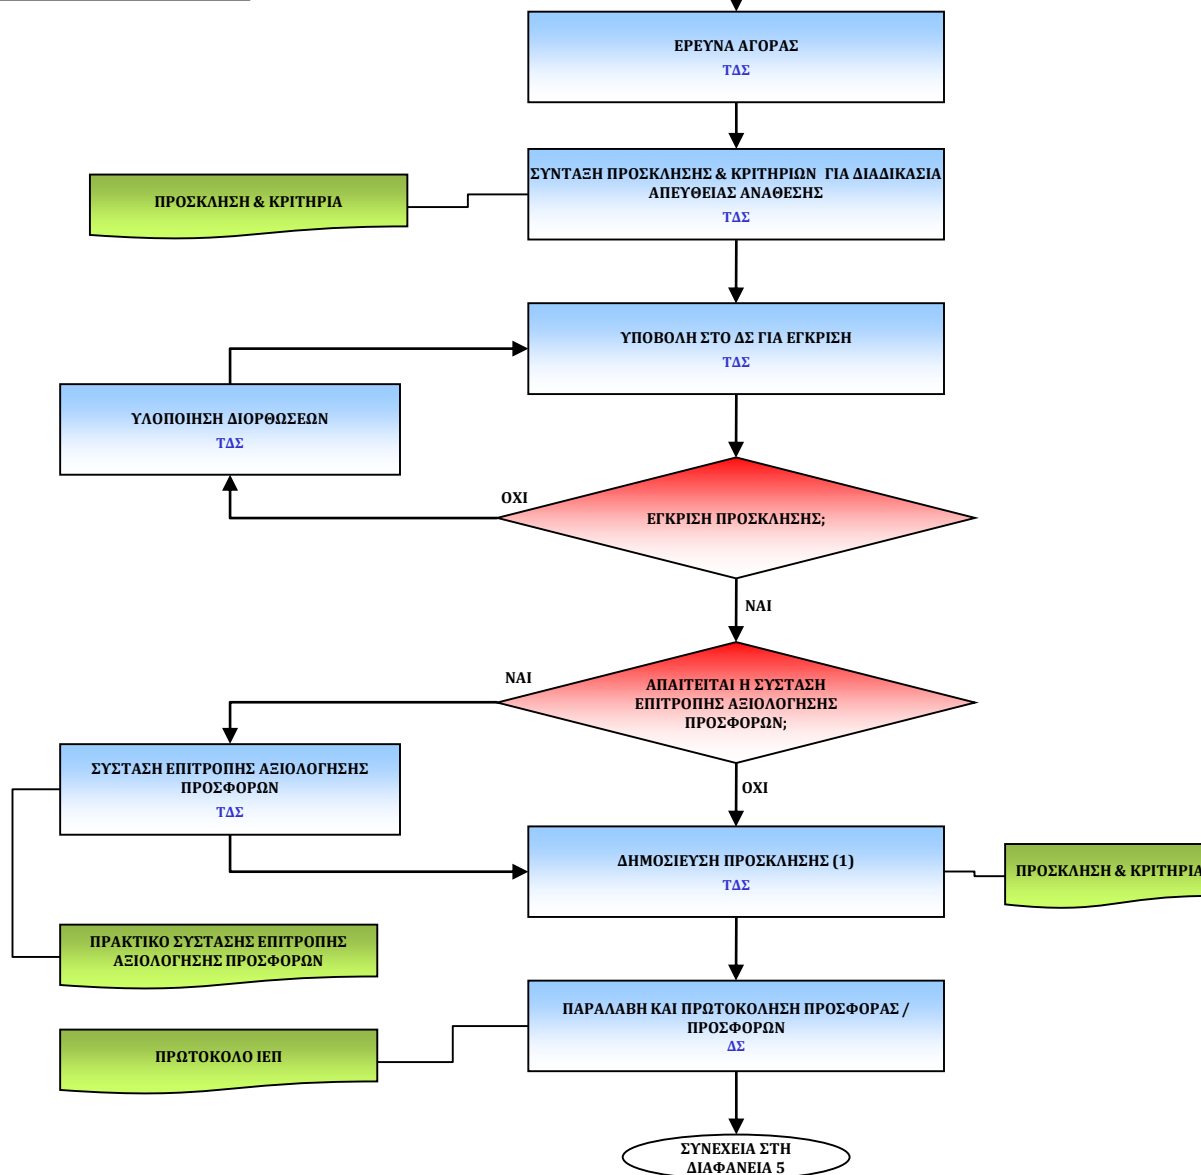 ΕΡΕΥΝΑ ΑΓΟΡΑΣ
ΤΔΣ
ΣΥΝΤΑΞΗ ΠΡΟΣΚΛΗΣΗΣ & ΚΡΙΤΗΡΙΩΝ ΓΙΑ ΔΙΑΔΙΚΑΣΙΑ
ΑΠΕΥΘΕΙΑΣ ΑΝΑΘΕΣΗΣ
ΤΔΣ
ΠΡΟΣΚΛΗΣΗ & ΚΡΙΤΗΡΙΑ
ΥΠΟΒΟΛΗ ΣΤΟ ΔΣ ΓΙΑ ΕΓΚΡΙΣΗ
ΤΔΣ
ΥΛΟΠΟΙΗΣΗ ΔΙΟΡΘΩΣΕΩΝ
ΤΔΣ
ΟΧΙ
ΕΓΚΡΙΣΗ ΠΡΟΣΚΛΗΣΗΣ;
ΝΑΙ
ΝΑΙ
ΑΠΑΙΤΕΙΤΑΙ Η ΣΥΣΤΑΣΗ
ΕΠΙΤΡΟΠΗΣ ΑΞΙΟΛΟΓΗΣΗΣ
ΠΡΟΣΦΟΡΩΝ;
ΟΧΙ
ΣΥΣΤΑΣΗ ΕΠΙΤΡΟΠΗΣ ΑΞΙΟΛΟΓΗΣΗΣ
ΠΡΟΣΦΟΡΩΝ
ΤΔΣ
ΔΗΜΟΣΙΕΥΣΗ ΠΡΟΣΚΛΗΣΗΣ (1)
ΤΔΣ
ΠΡΟΣΚΛΗΣΗ & ΚΡΙΤΗΡΙΑ
ΠΡΑΚΤΙΚΟ ΣΥΣΤΑΣΗΣ ΕΠΙΤΡΟΠΗΣ
ΑΞΙΟΛΟΓΗΣΗΣ ΠΡΟΣΦΟΡΩΝ
ΠΑΡΑΛΑΒΗ ΚΑΙ ΠΡΩΤΟΚΟΛΗΣΗ ΠΡΟΣΦΟΡΑΣ /
ΠΡΟΣΦΟΡΩΝ
ΔΣ
ΠΡΩΤΟΚΟΛΟ ΙΕΠ
ΣΥΝΕΧΕΙΑ ΣΤΗ
ΔΙΑΦΑΝΕΙΑ 5